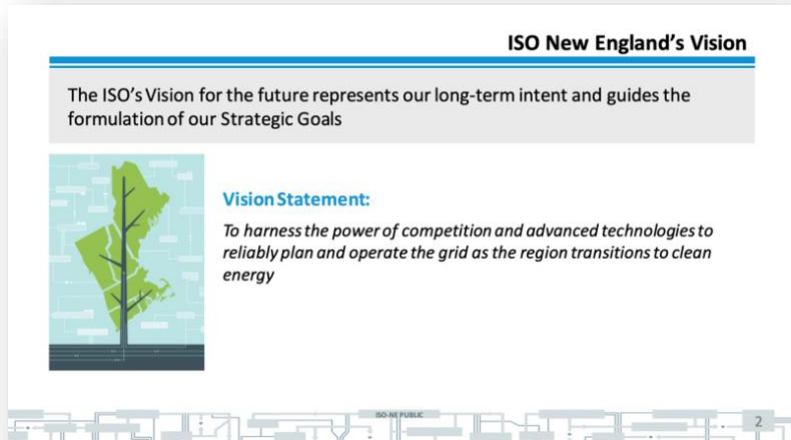 ISO New England's Vision
The ISO's Vision for the future represents our long-term intent and guides the
formulation of our Strategic Goals
Vision Statement:
To harness the power of competition and advanced technologies to
reliably plan and operate the grid as the region transitions to clean
energy
ISO-NE PUBLIC
2